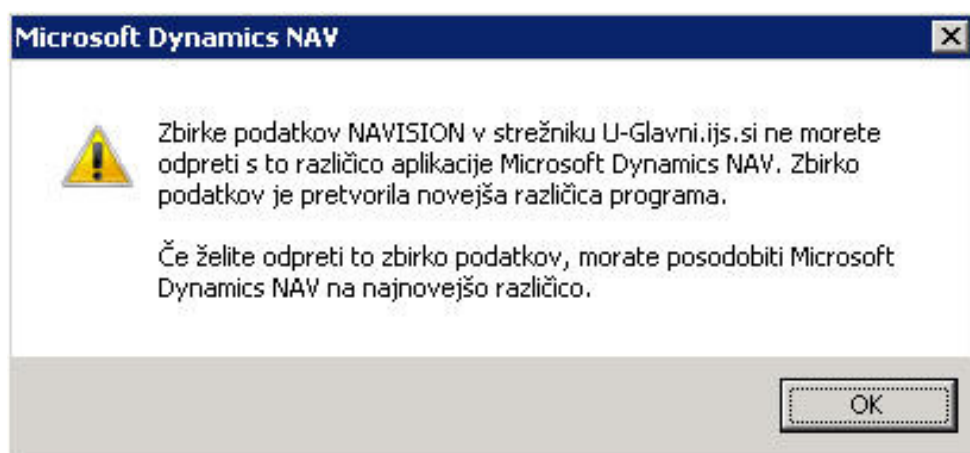 Microsoft Dynamics NAV
Zbirke podatkov NAVISION v strežniku U-Glavni.ijs.si ne morete
odpreti s to različico aplikacije Microsoft Dynamics NAV. Zbirko
podatkov je pretvorila novejša različica programa.
Če želite odpreti to zbirko podatkov, morate posodobiti Microsoft
Dynamics NAV na najnovejšo različico.
OK